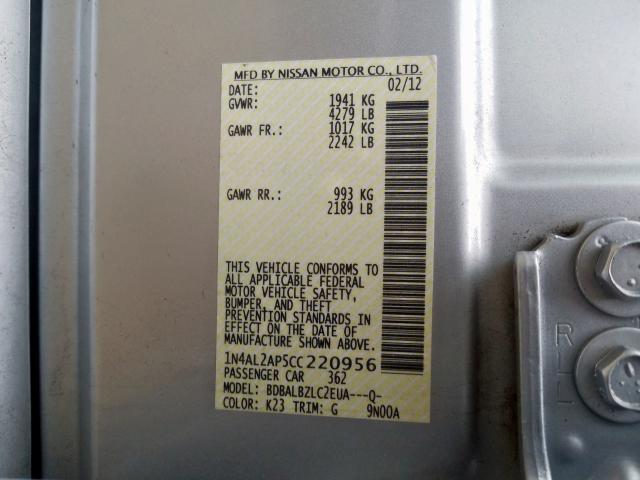 MFD BY NISSAN MOTOR CO., LTD.
DATE: 02/12
GVWR: 1941 KG
4279 LB
GAWR FR.: 1017 KG
2242 LB
GAWR RR.: 993 KG
2189 LB
THIS VEHICLE CONFORMS TO
ALL APPLICABLE FEDERAL
MOTOR VEHICLE SAFETY,
BUMPER, AND THEFT
PREVENTION STANDARDS IN
EFFECT ON THE DATE OF
MANUFACTURE SHOWN ABOVE.
1N4AL2AP5CC220956
PASSENGER CAR 362
MODEL: BDBALBZLC2EUA---Q-
COLOR: K23 TRIM: G 9N00A
RLL